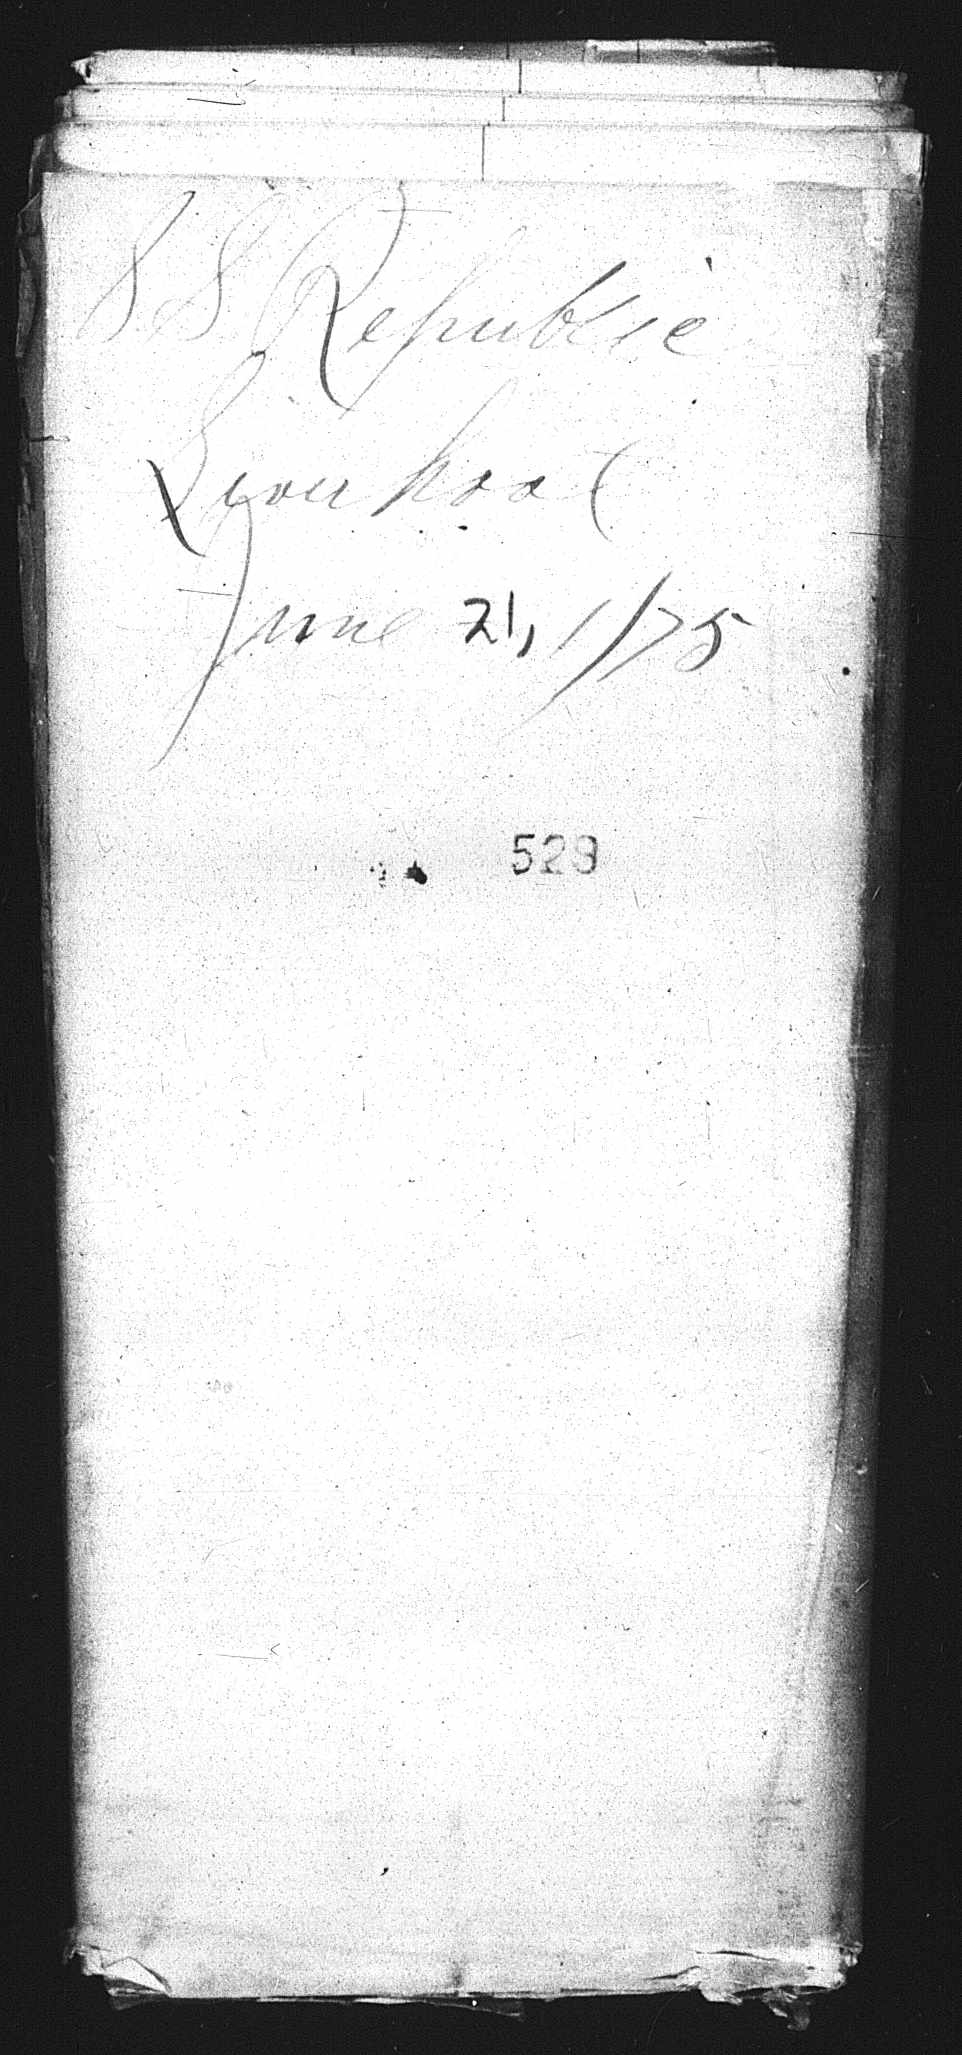 S.S. Republic
Liverpool
June 21, 1875
529